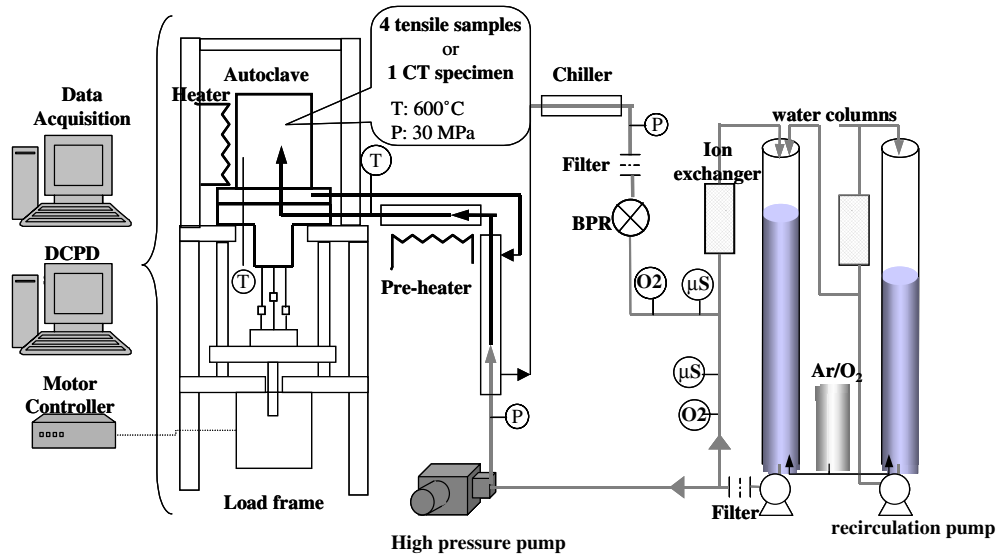 4 tensile samples
or
1 CT specimen
T: 600°C
P: 30 MPa
Data
Acquisition
Heater
Autoclave
Chiller
water columns
P
T
Filter
Ion
exchanger
BPR
DCPD
T
Pre-heater
O2
μS
μS
Ar/O2
Motor
Controller
P
O2
Load frame
Filter
recirculation pump
High pressure pump